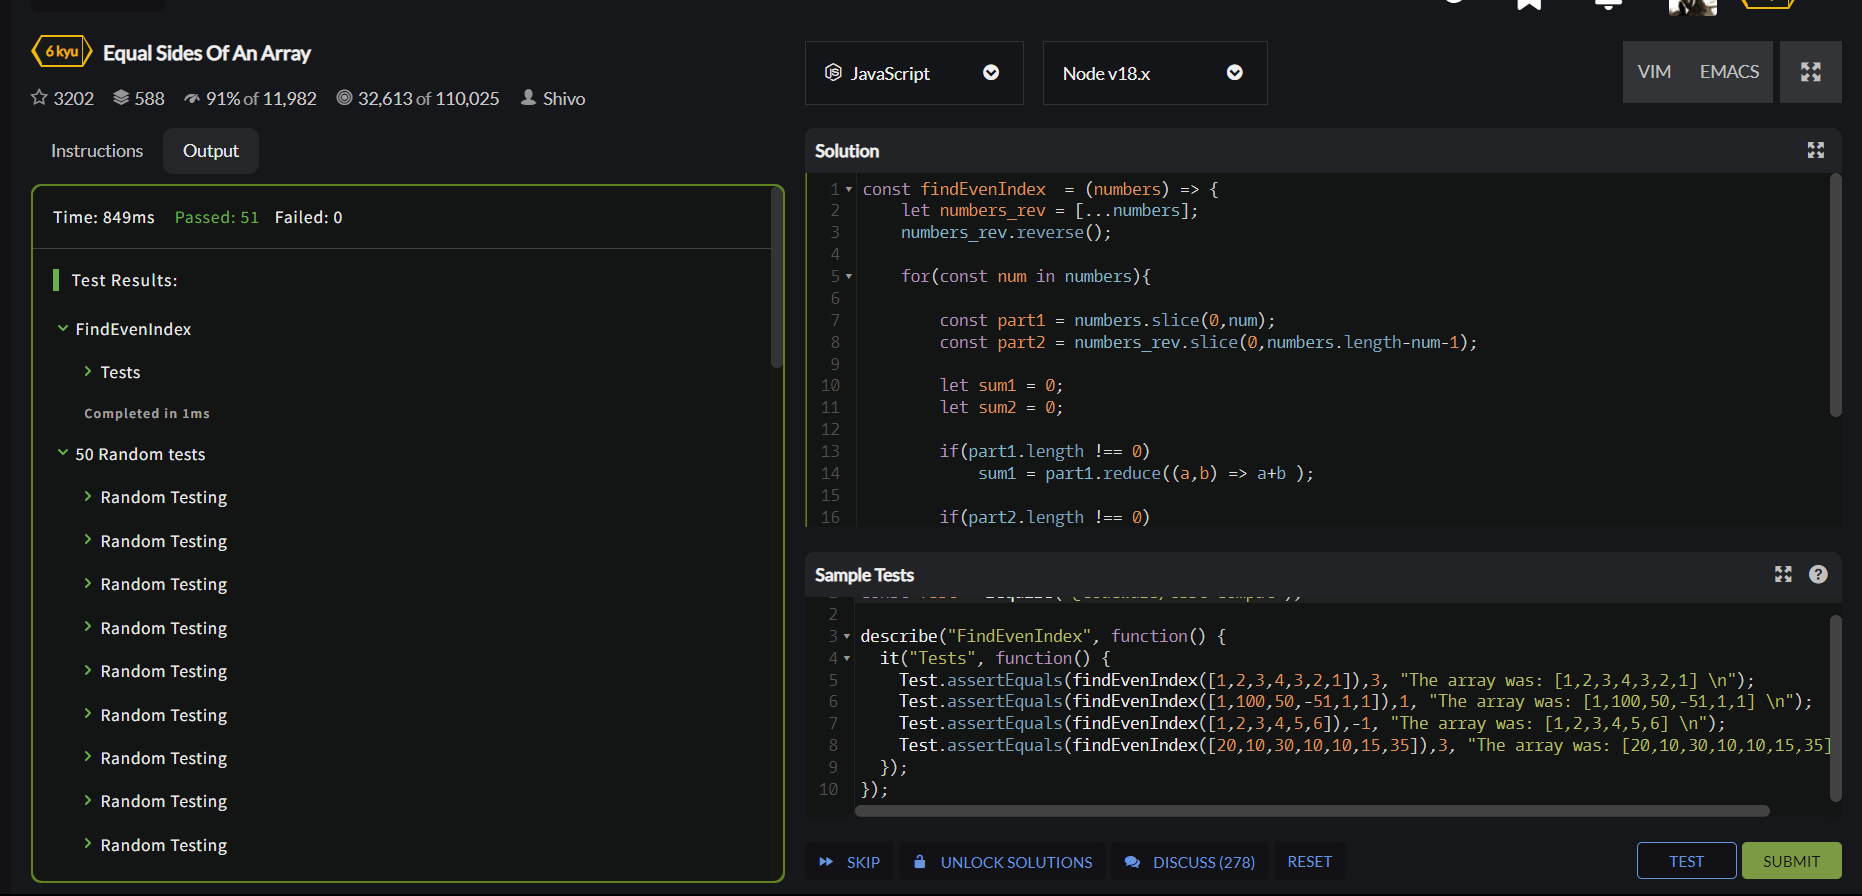 6 kyu Equal Sides Of An Array
3202 588 91% of 11,982 32,613 of 110,025 Shivo
Instructions Output
Time: 849ms Passed: 51 Failed: 0
Test Results:
FindEvenIndex
Tests
Completed in 1ms
50 Random tests
Random Testing
Random Testing
Random Testing
Random Testing
Random Testing
Random Testing
Random Testing
Random Testing
Random Testing
JavaScript Node v18.x VIM EMACS
Solution
1 const findEvenIndex  = (numbers) => {
2 let numbers_rev = [...numbers];
3 numbers_rev.reverse();
4
5 for(const num in numbers){
6
7 const part1 = numbers.slice(0,num);
8 const part2 = numbers_rev.slice(0,numbers.length-num-1);
9
10 let sum1 = 0;
11 let sum2 = 0;
12
13 if(part1.length !== 0)
14 sum1 = part1.reduce((a,b) => a+b );
15
16 if(part2.length !== 0)
Sample Tests
2
3 describe("FindEvenIndex", function() {
4 it("Tests", function() {
5 Test.assertEquals(findEvenIndex([1,2,3,4,3,2,1]),3, "The array was: [1,2,3,4,3,2,1] \n");
6 Test.assertEquals(findEvenIndex([1,100,50,-51,1,1]),1, "The array was: [1,100,50,-51,1,1] \n");
7 Test.assertEquals(findEvenIndex([1,2,3,4,5,6]),-1, "The array was: [1,2,3,4,5,6] \n");
8 Test.assertEquals(findEvenIndex([20,10,30,10,10,15,35]),3, "The array was: [20,10,30,10,10,15,35]
9 });
10 });
SKIP UNLOCK SOLUTIONS DISCUSS (278) RESET TEST SUBMIT